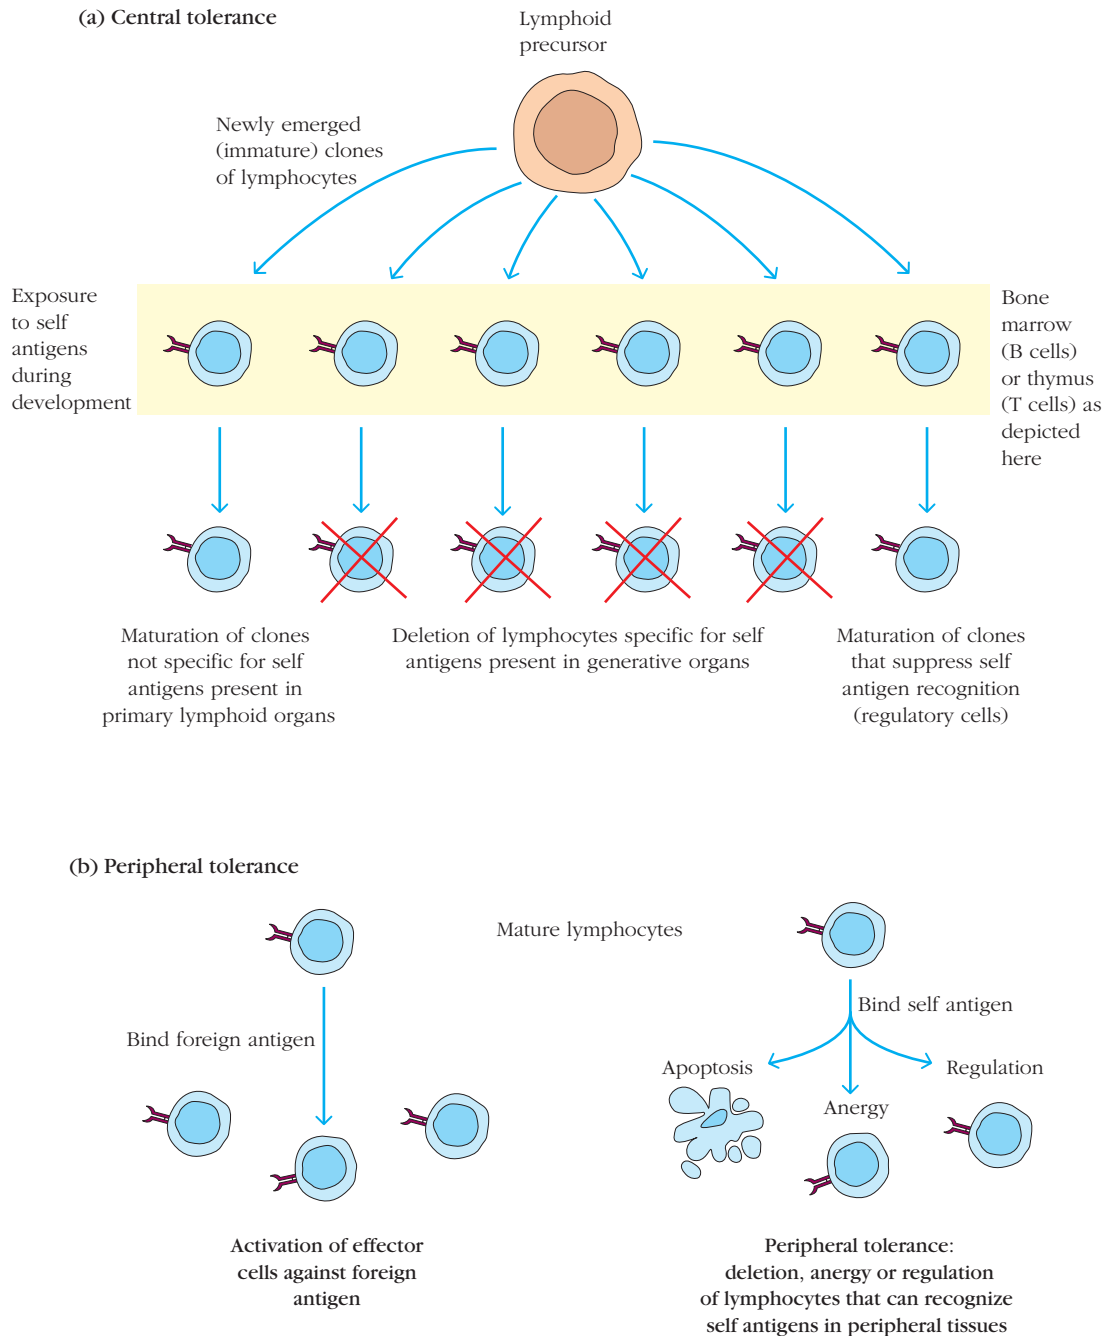 (a) Central tolerance
Lymphoid
precursor
Newly emerged
(immature) clones
of lymphocytes
Exposure
to self
antigens
during
development
Bone
marrow
(B cells)
or thymus
(T cells) as
depicted
here
Maturation of clones
not specific for self
antigens present in
primary lymphoid organs
Deletion of lymphocytes specific for self
antigens present in generative organs
Maturation of clones
that suppress self
antigen recognition
(regulatory cells)
(b) Peripheral tolerance
Mature lymphocytes
Bind foreign antigen
Bind self antigen
Apoptosis
Anergy
Regulation
Activation of effector
cells against foreign
antigen
Peripheral tolerance:
deletion, anergy or regulation
of lymphocytes that can recognize
self antigens in peripheral tissues